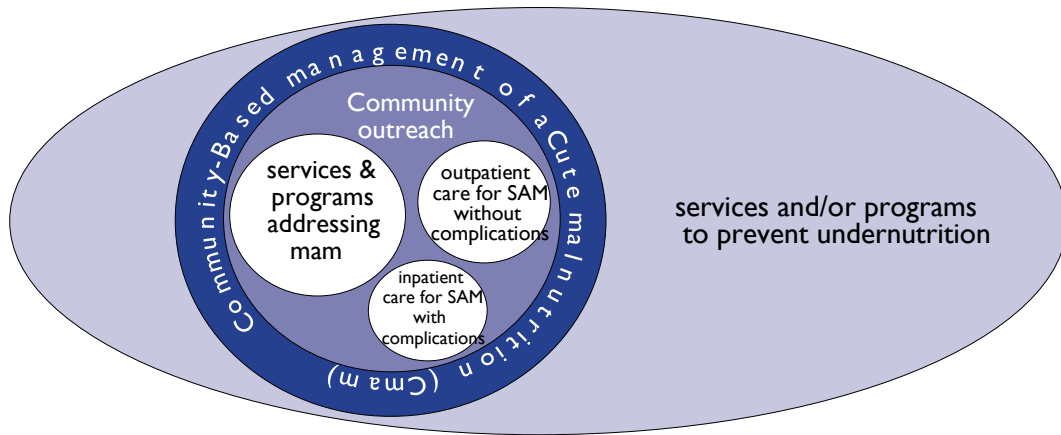 Community-Based management of aCute malnutrition (Cmam)
Community
outreach
services &
programs
addressing
mam
outpatient
care for SAM
without
complications
inpatient
care for SAM
with
complications
services and/or programs
to prevent undernutrition